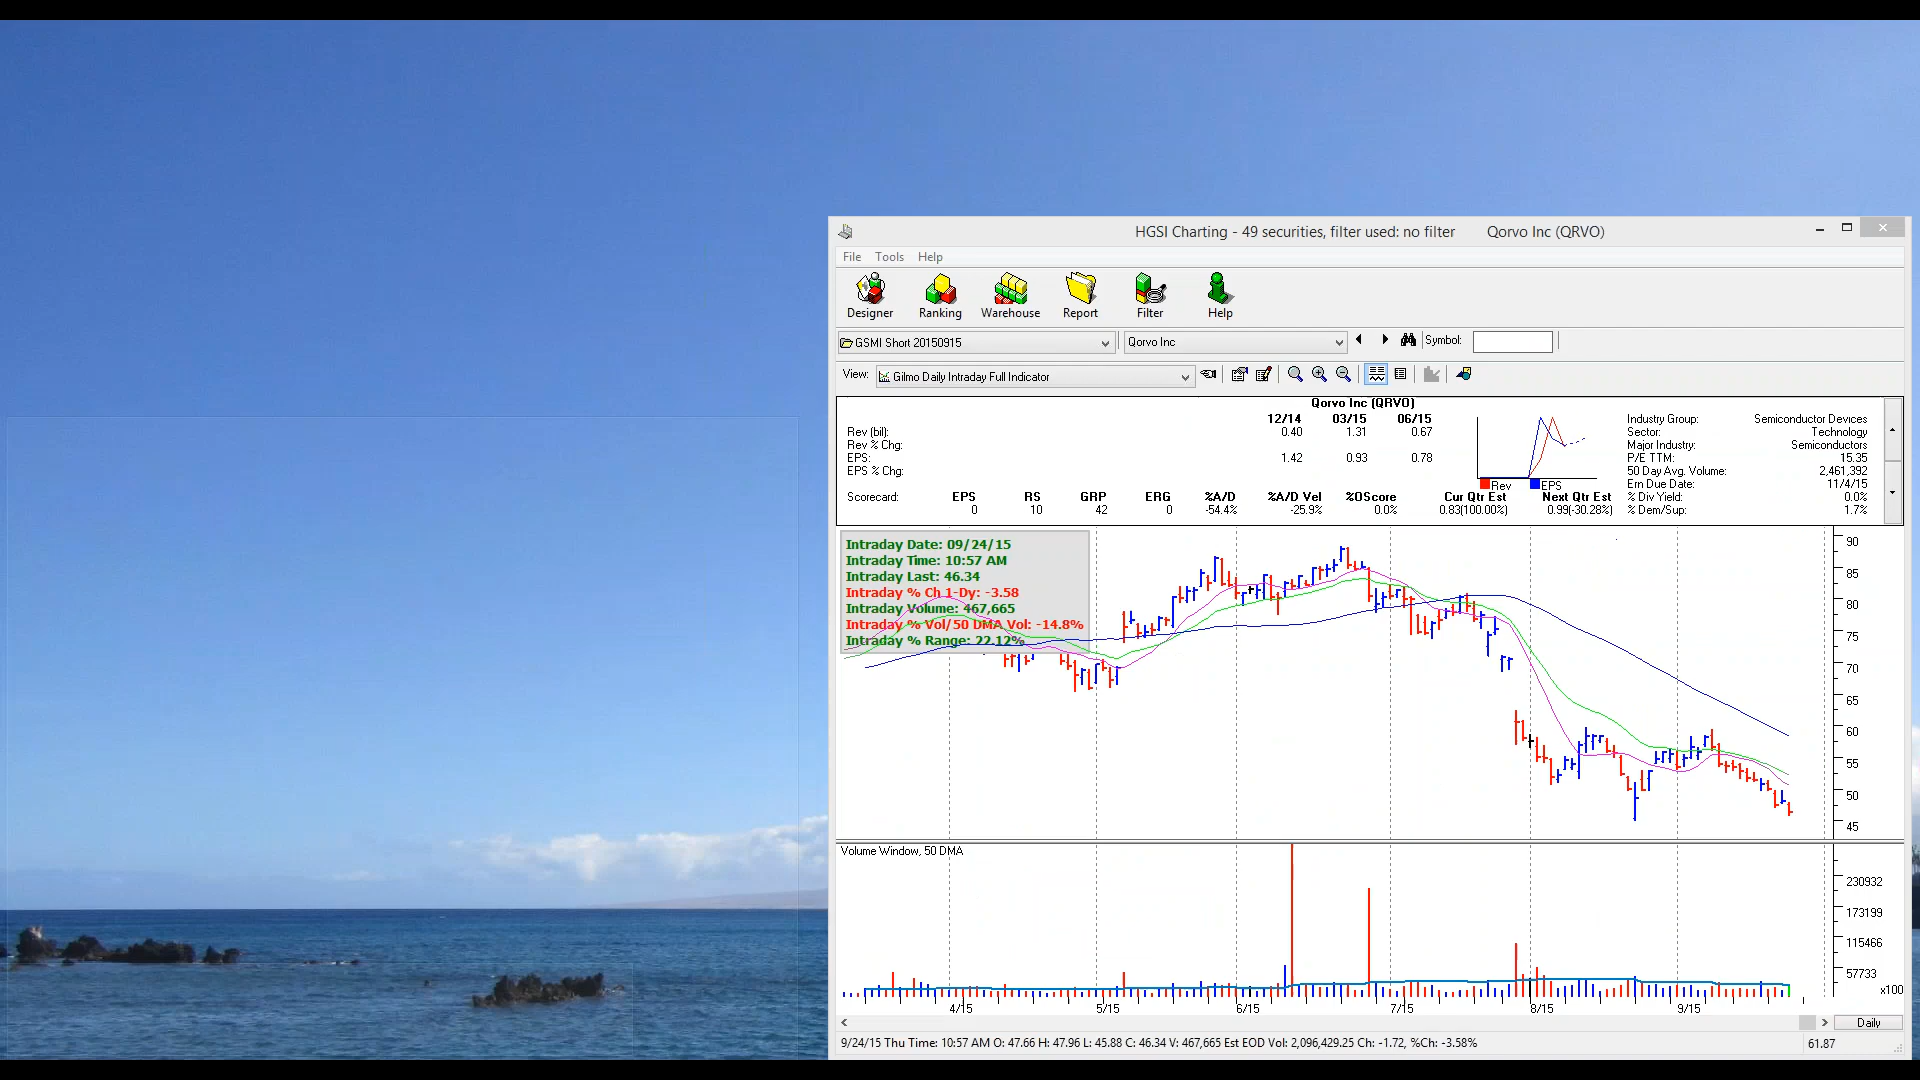 HGSI Charting - 49 securities, filter used: no filter Qorvo Inc (QRVO)
File Tools Help
Designer Ranking Warehouse Report Filter Help
GSMI Short 20150915 Qorvo Inc Symbol:
View: Gilmo Daily Intraday Full Indicator
Qorvo Inc (QRVO)
12/14 03/15 06/15
Rev (bil): 0.40 1.31 0.67
Rev % Chg:
EPS: 1.42 0.93 0.78
EPS % Chg:
Rev EPS
Scorecard: EPS RS GRP ERG %A/D %A/D Vel %OScore Cur Qtr Est Next Qtr Est
0 10 42 0 -54.4% -25.9% 0.0% 0.83(100.00%) 0.99(-30.28%)
Industry Group: Semiconductor Devices
Sector: Technology
Major Industry: Semiconductors
P/E TTM: 15.35
50 Day Avg. Volume: 2,461,392
Ern Due Date: 11/4/15
% Div Yield: 0.0%
% Dem/Sup: 1.7%
Intraday Date: 09/24/15
Intraday Time: 10:57 AM
Intraday Last: 46.34
Intraday % Ch 1-Dy: -3.58
Intraday Volume: 467,665
Intraday % Vol/50 DMA Vol: -14.8%
Intraday % Range: 22.12%
90
85
80
75
70
65
60
55
50
45
Volume Window, 50 DMA
230932
173199
115466
57733
x100
4/15 5/15 6/15 7/15 8/15 9/15
Daily
9/24/15 Thu Time: 10:57 AM O: 47.66 H: 47.96 L: 45.88 C: 46.34 V: 467,665 Est EOD Vol: 2,096,429.25 Ch: -1.72, %Ch: -3.58% 61.87